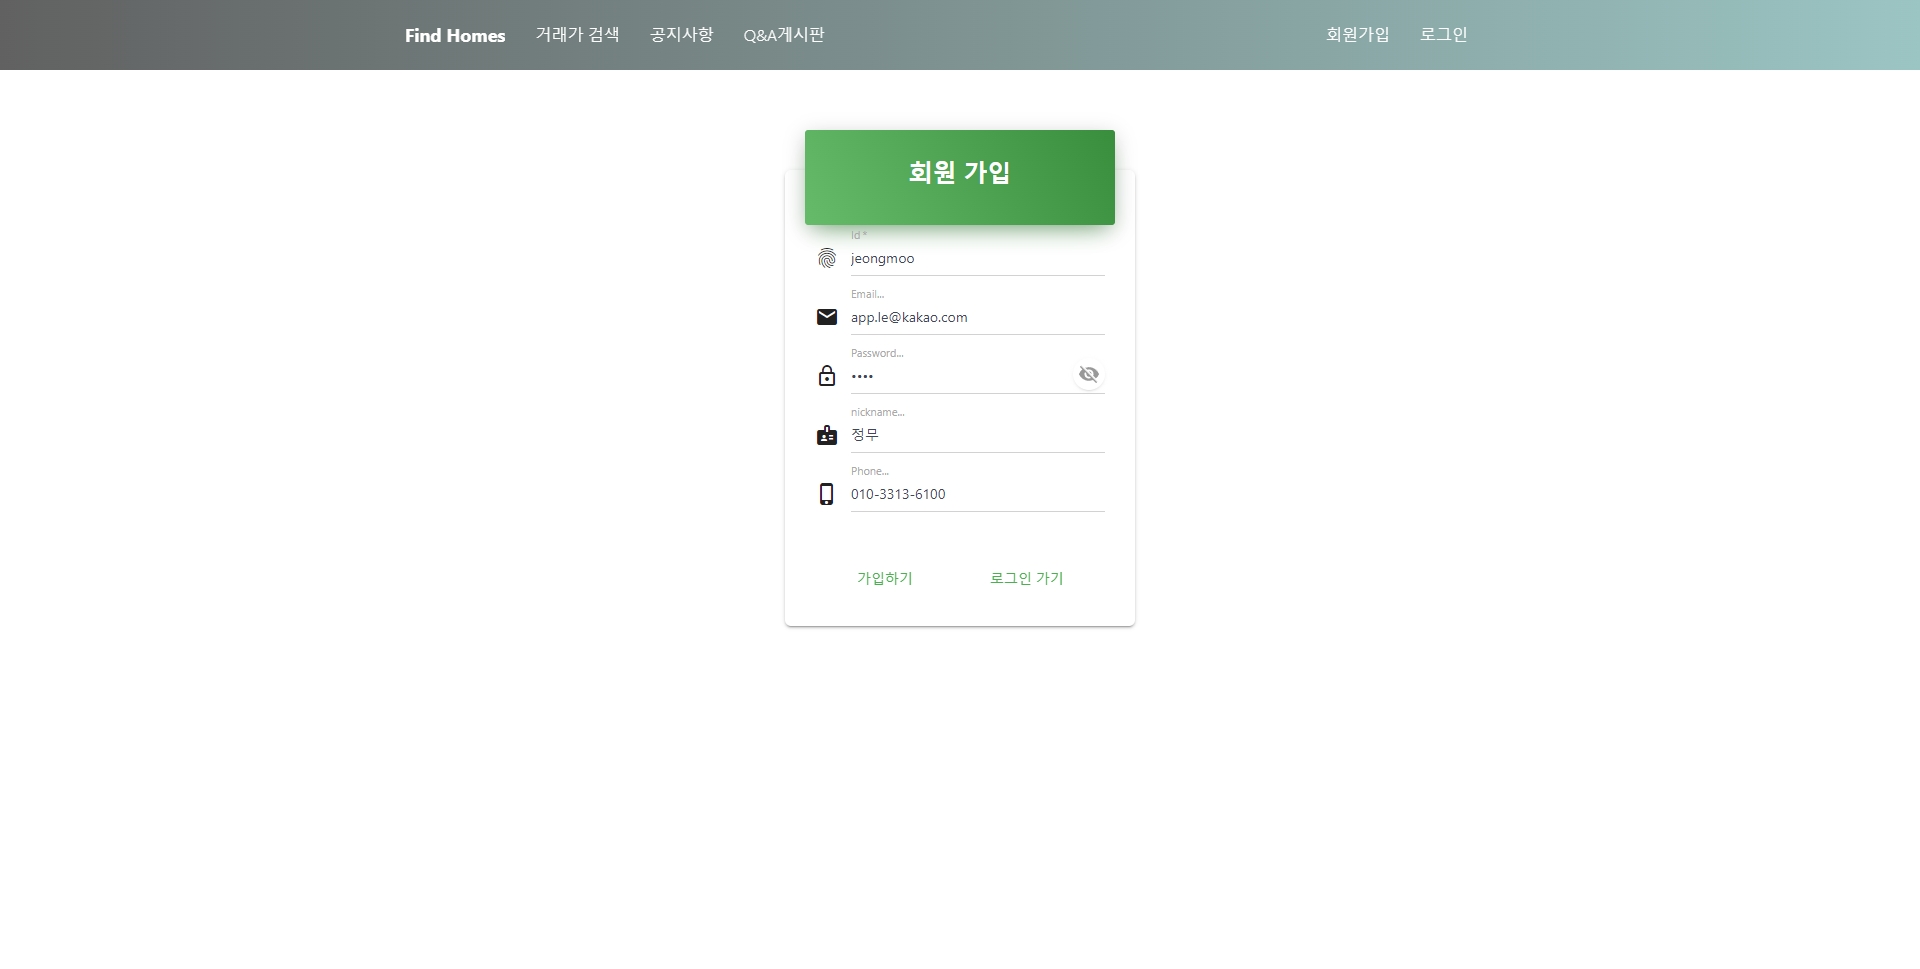 Find Homes 거래가 검색 공지사항 Q&A게시판 회원가입 로그인
회원 가입
Id *
jeongmoo
Email...
app.le@kakao.com
Password...
••••
nickname...
정무
Phone...
010-3313-6100
가입하기 로그인 가기